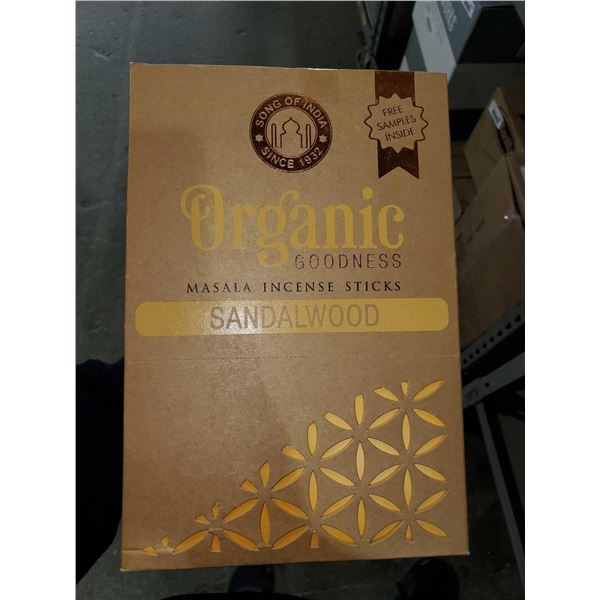 SONG OF INDIA
SINCE 1932
FREE
SAMPLES
INSIDE
Organic
GOODNESS
MASALA INCENSE STICKS
SANDALWOOD